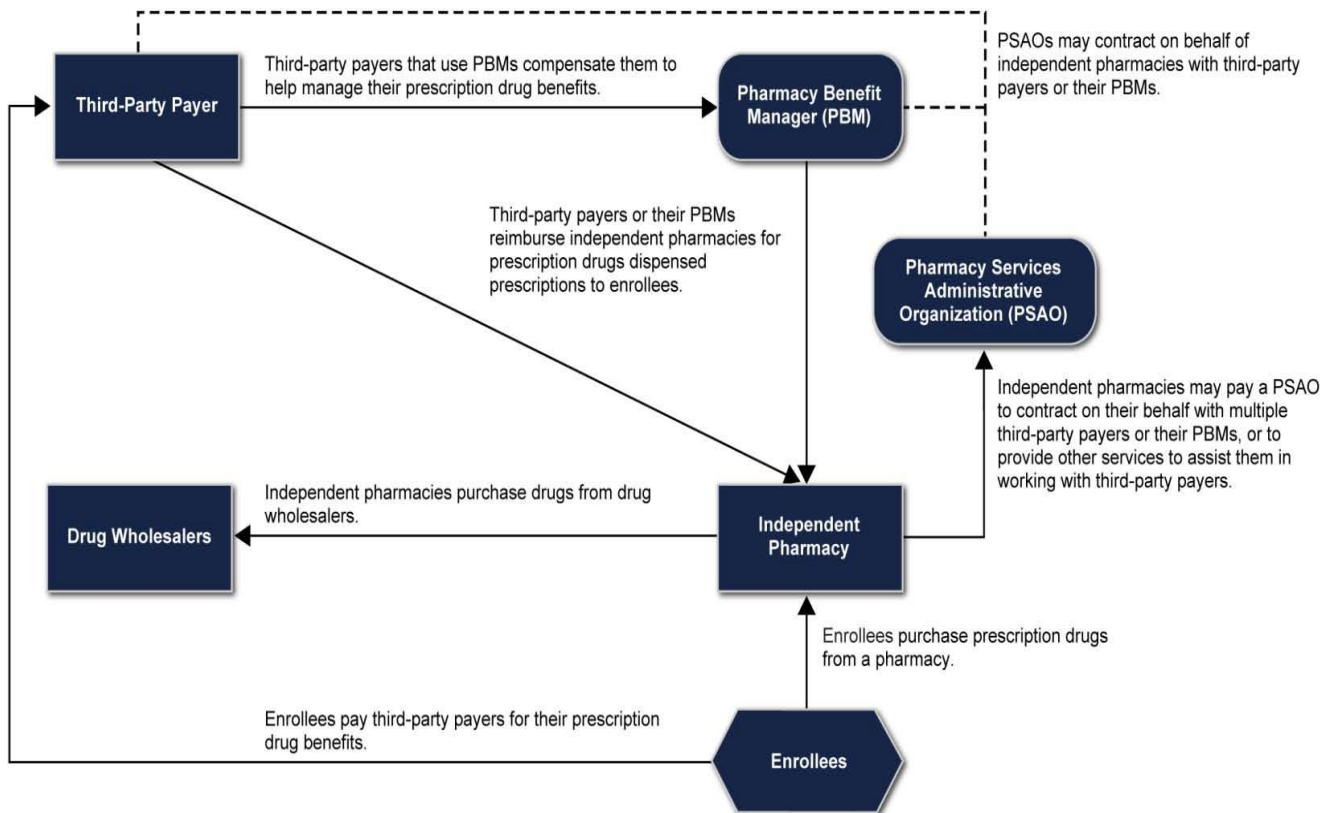 PSAOs may contract on behalf of
independent pharmacies with third-party
payers or their PBMs.
Third-party payers that use PBMs compensate them to
help manage their prescription drug benefits.
Third-Party Payer
Pharmacy Benefit
Manager (PBM)
Third-party payers or their PBMs
reimburse independent pharmacies for
prescription drugs dispensed
prescriptions to enrollees.
Pharmacy Services
Administrative
Organization (PSAO)
Independent pharmacies may pay a PSAO
to contract on their behalf with multiple
third-party payers or their PBMs, or to
provide other services to assist them in
working with third-party payers.
Independent pharmacies purchase drugs from drug
wholesalers.
Drug Wholesalers
Independent
Pharmacy
Enrollees purchase prescription drugs
from a pharmacy.
Enrollees pay third-party payers for their prescription
drug benefits.
Enrollees